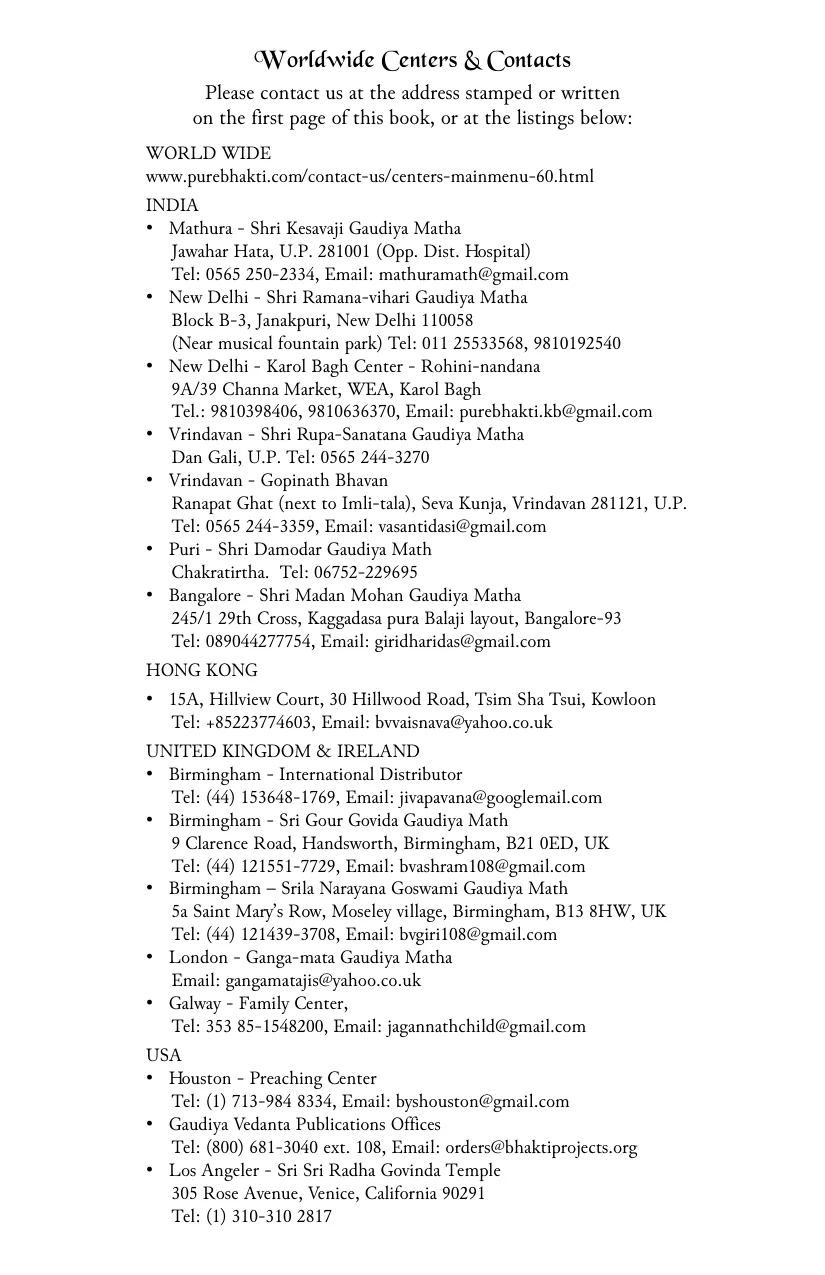 Worldwide Centers & Contacts
Please contact us at the address stamped or written
on the first page of this book, or at the listings below:
WORLD WIDE
www.purebhakti.com/contact-us/centers-mainmenu-60.html
INDIA
• Mathura - Shri Kesavaji Gaudiya Matha
Jawahar Hata, U.P. 281001 (Opp. Dist. Hospital)
Tel: 0565 250-2334, Email: mathuramath@gmail.com
• New Delhi - Shri Ramana-vihari Gaudiya Matha
Block B-3, Janakpuri, New Delhi 110058
(Near musical fountain park) Tel: 011 25533568, 9810192540
• New Delhi - Karol Bagh Center - Rohini-nandana
9A/39 Channa Market, WEA, Karol Bagh
Tel.: 9810398406, 9810636370, Email: purebhakti.kb@gmail.com
• Vrindavan - Shri Rupa-Sanatana Gaudiya Matha
Dan Gali, U.P. Tel: 0565 244-3270
• Vrindavan - Gopinath Bhavan
Ranapat Ghat (next to Imli-tala), Seva Kunja, Vrindavan 281121, U.P.
Tel: 0565 244-3359, Email: vasantidasi@gmail.com
• Puri - Shri Damodar Gaudiya Math
Chakratirtha. Tel: 06752-229695
• Bangalore - Shri Madan Mohan Gaudiya Matha
245/1 29th Cross, Kaggadasa pura Balaji layout, Bangalore-93
Tel: 089044277754, Email: giridharidas@gmail.com
HONG KONG
• 15A, Hillview Court, 30 Hillwood Road, Tsim Sha Tsui, Kowloon
Tel: +85223774603, Email: bvvaisnava@yahoo.co.uk
UNITED KINGDOM & IRELAND
• Birmingham - International Distributor
Tel: (44) 153648-1769, Email: jivapavana@googlemail.com
• Birmingham - Sri Gour Govida Gaudiya Math
9 Clarence Road, Handsworth, Birmingham, B21 0ED, UK
Tel: (44) 121551-7729, Email: bvashram108@gmail.com
• Birmingham – Srila Narayana Goswami Gaudiya Math
5a Saint Mary's Row, Moseley village, Birmingham, B13 8HW, UK
Tel: (44) 121439-3708, Email: bvgiri108@gmail.com
• London - Ganga-mata Gaudiya Matha
Email: gangamatajis@yahoo.co.uk
• Galway - Family Center,
Tel: 353 85-1548200, Email: jagannathchild@gmail.com
USA
• Houston - Preaching Center
Tel: (1) 713-984 8334, Email: byshouston@gmail.com
• Gaudiya Vedanta Publications Offices
Tel: (800) 681-3040 ext. 108, Email: orders@bhaktiprojects.org
• Los Angeler - Sri Sri Radha Govinda Temple
305 Rose Avenue, Venice, California 90291
Tel: (1) 310-310 2817